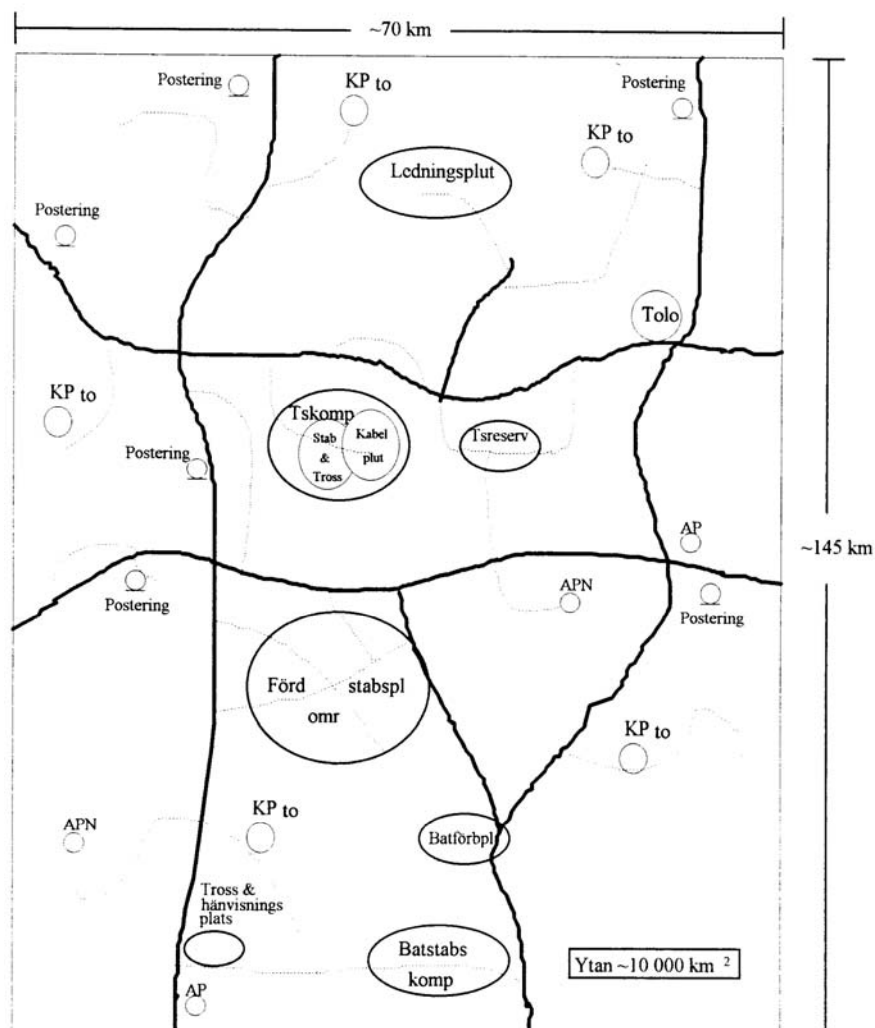 ~70 km
Postering
KP to
Postering
KP to
Ledningsplut
Postering
Tolo
KP to
Tskomp
Stab
&
Tross
Kabel
plut
Tsreserv
Postering
AP
~145 km
Postering
APN
Postering
Förd stabspl
omr
KP to
KP to
APN
Batförbpl
Tross &
hänvisnings
plats
Batstabs
komp
Ytan ~10 000 km ²
AP